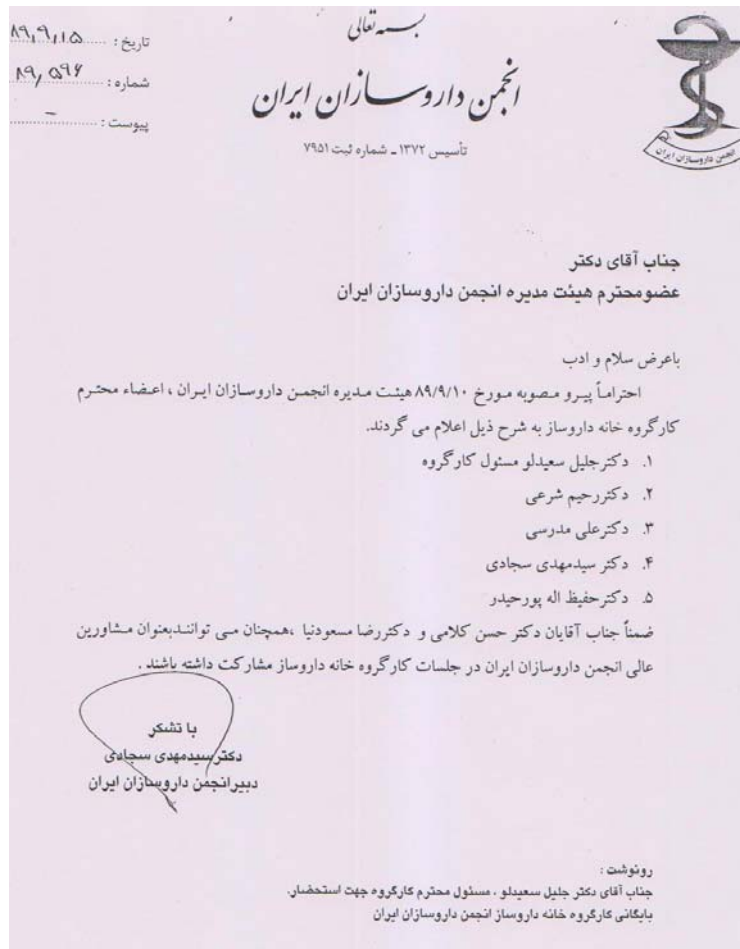 بسمه تعالی
انجمن داروسازان ایران
تأسیس ۱۳۷۲ ـ شماره ثبت ۷۹۵۱
تاریخ : ۸۹,۹,۱۵
شماره : ۸۹,۵۹۶
پیوست : –
انجمن داروسازان ایران
جناب آقای دکتر
عضومحترم هیئت مدیره انجمن داروسازان ایران
باعرض سلام و ادب
احتراماً پیرو مصوبه مورخ ۸۹/۹/۱۰ هیئت مدیره انجمن داروسازان ایران ، اعضاء محترم
کارگروه خانه داروساز به شرح ذیل اعلام می گردند.
۱. دکترجلیل سعیدلو مسئول کارگروه
۲. دکتررحیم شرعی
۳. دکترعلی مدرسی
۴. دکتر سیدمهدی سجادی
۵. دکترحفیظ اله پورحیدر
ضمناً جناب آقایان دکتر حسن کلامی و دکتررضا مسعودنیا ،همچنان می توانندبعنوان مشاورین
عالی انجمن داروسازان ایران در جلسات کارگروه خانه داروساز مشارکت داشته باشند .
با تشکر
دکترسیدمهدی سجادی
دبیرانجمن داروسازان ایران
رونوشت :
جناب آقای دکتر جلیل سعیدلو ، مسئول محترم کارگروه جهت استحضار.
بایگانی کارگروه خانه داروساز انجمن داروسازان ایران